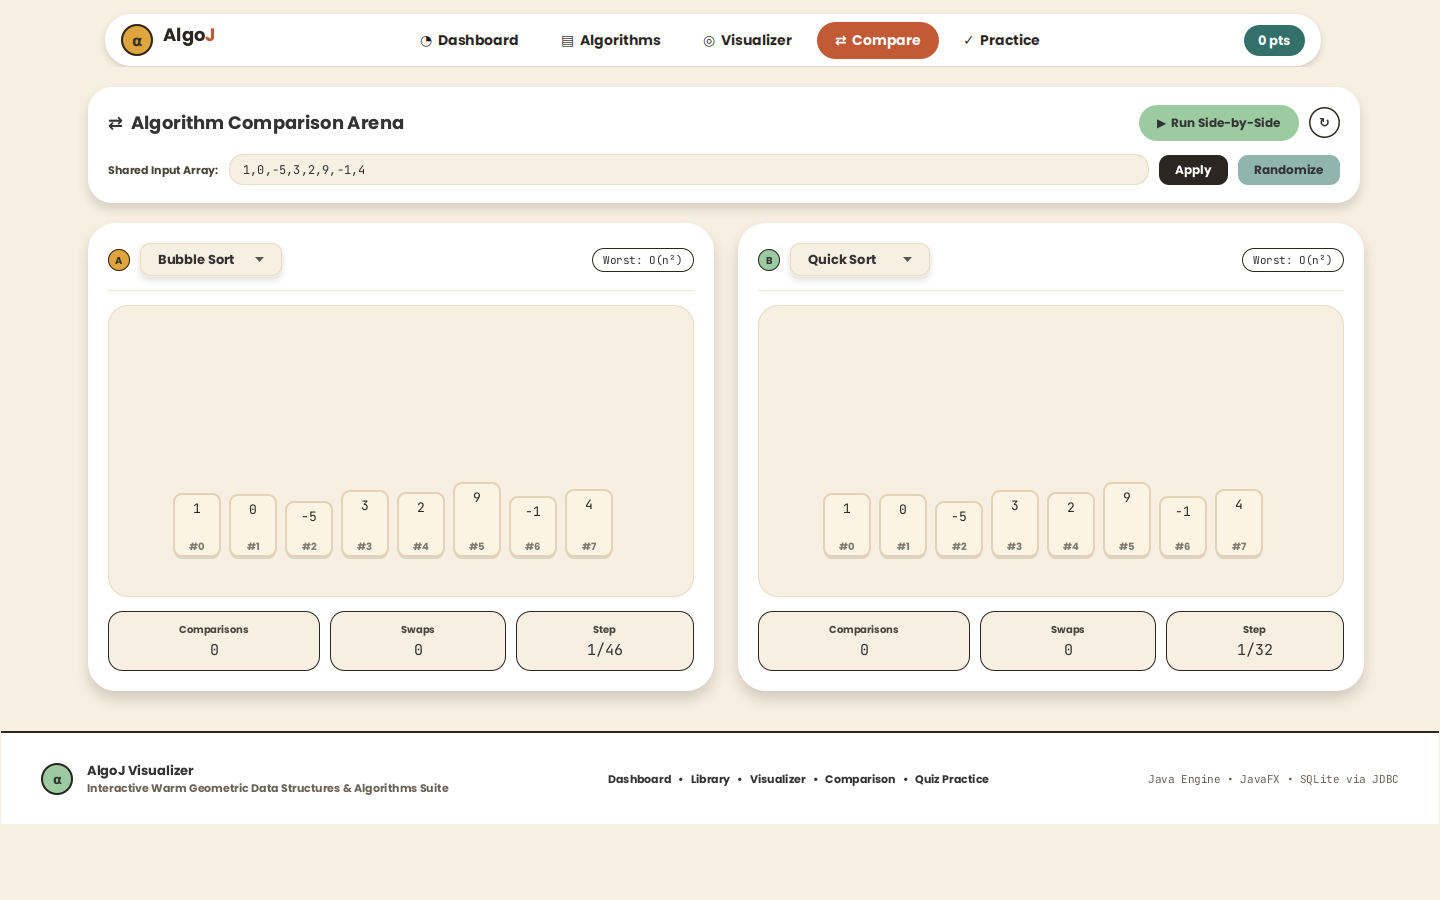 α AlgoJ ◔ Dashboard ▤ Algorithms ◎ Visualizer ⇄ Compare ✓ Practice 0 pts
⇄ Algorithm Comparison Arena ▶ Run Side-by-Side ↻
Shared Input Array: 1,0,-5,3,2,9,-1,4 Apply Randomize
A Bubble Sort Worst: O(n²)
1 0 -5 3 2 9 -1 4
#0 #1 #2 #3 #4 #5 #6 #7
Comparisons Swaps Step
0 0 1/46
B Quick Sort Worst: O(n²)
1 0 -5 3 2 9 -1 4
#0 #1 #2 #3 #4 #5 #6 #7
Comparisons Swaps Step
0 0 1/32
α AlgoJ Visualizer
Interactive Warm Geometric Data Structures & Algorithms Suite
Dashboard • Library • Visualizer • Comparison • Quiz Practice
Java Engine • JavaFX • SQLite via JDBC